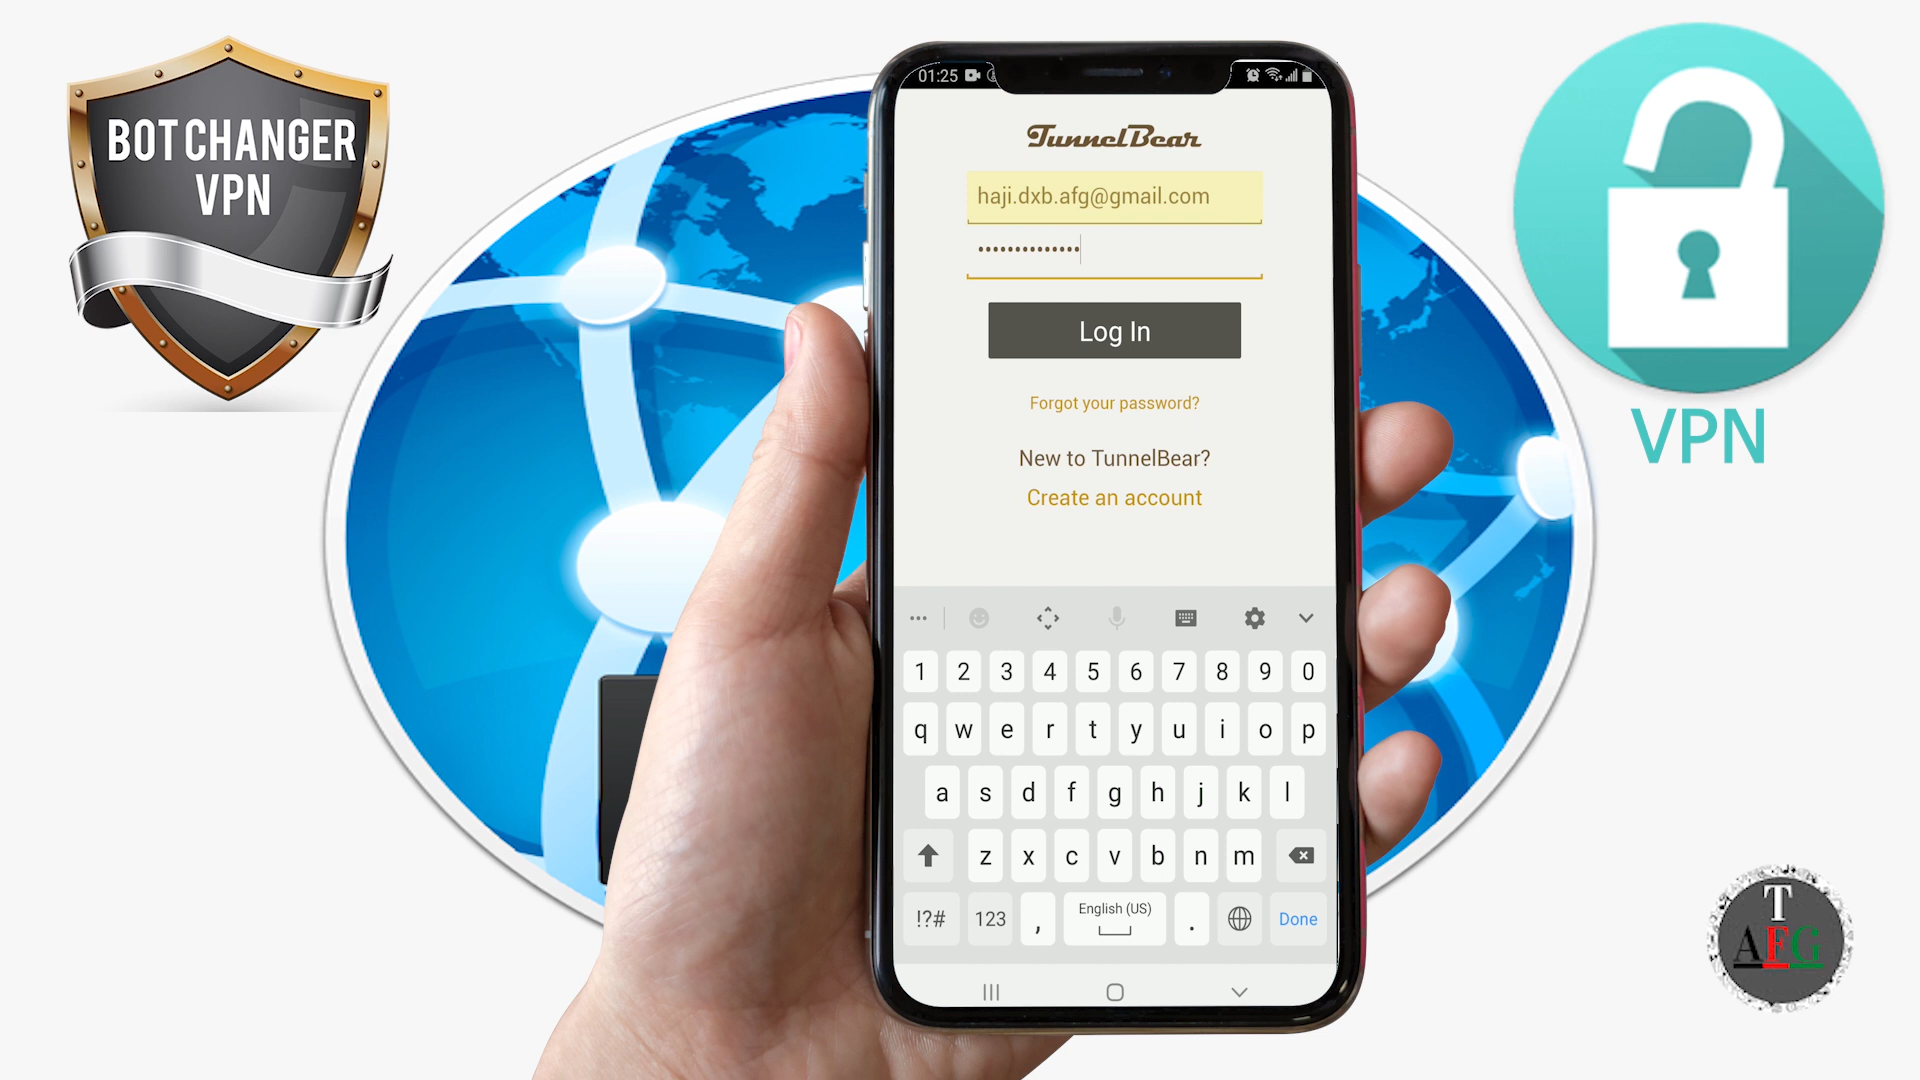 BOT CHANGER
VPN
01:25
TunnelBear
haji.dxb.afg@gmail.com
••••••••••••••
Log In
Forgot your password?
New to TunnelBear?
Create an account
1 2 3 4 5 6 7 8 9 0
q w e r t y u i o p
a s d f g h j k l
z x c v b n m
!?# 123 , English (US) . Done
VPN
T
AFG